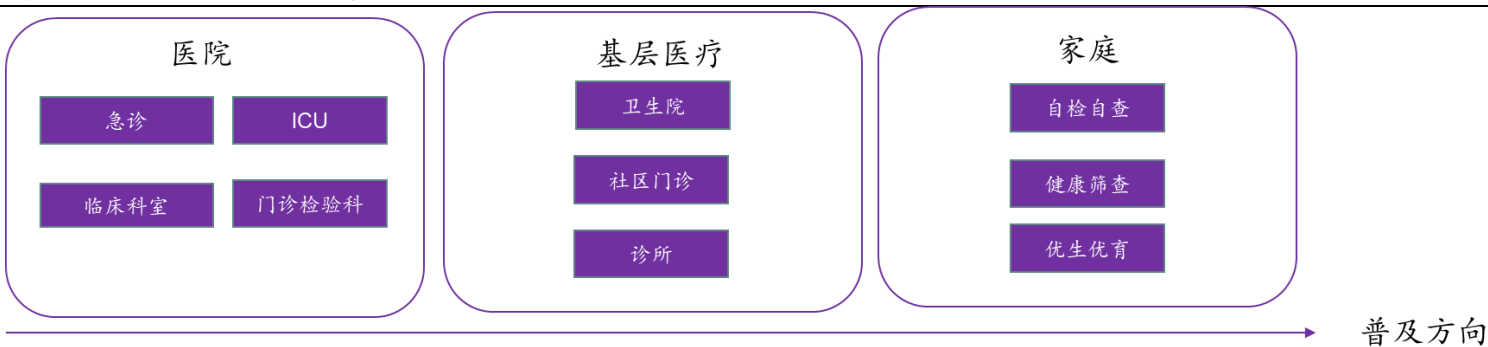 医院
急诊
ICU
临床科室
门诊检验科
基层医疗
卫生院
社区门诊
诊所
家庭
自检自查
健康筛查
优生优育
普及方向